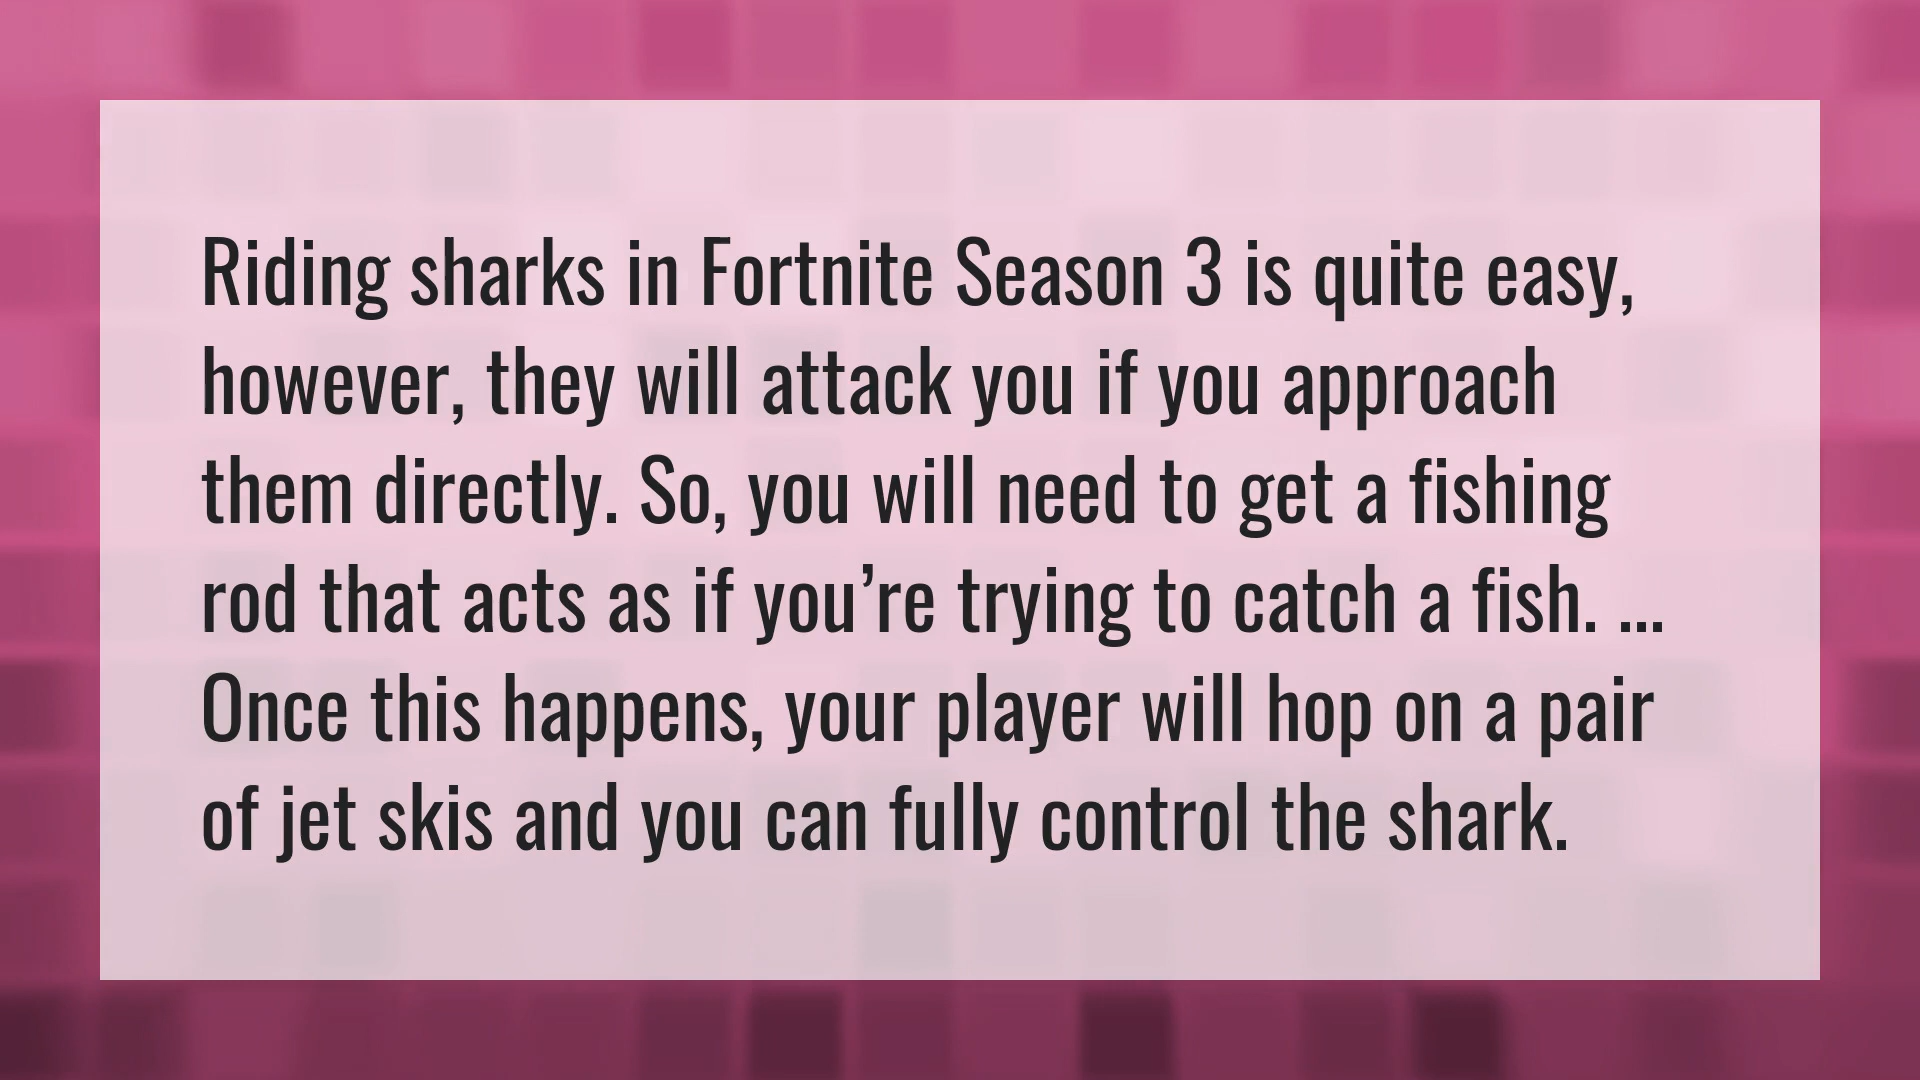 Riding sharks in Fortnite Season 3 is quite easy,
however, they will attack you if you approach
them directly. So, you will need to get a fishing
rod that acts as if you’re trying to catch a fish. ...
Once this happens, your player will hop on a pair
of jet skis and you can fully control the shark.